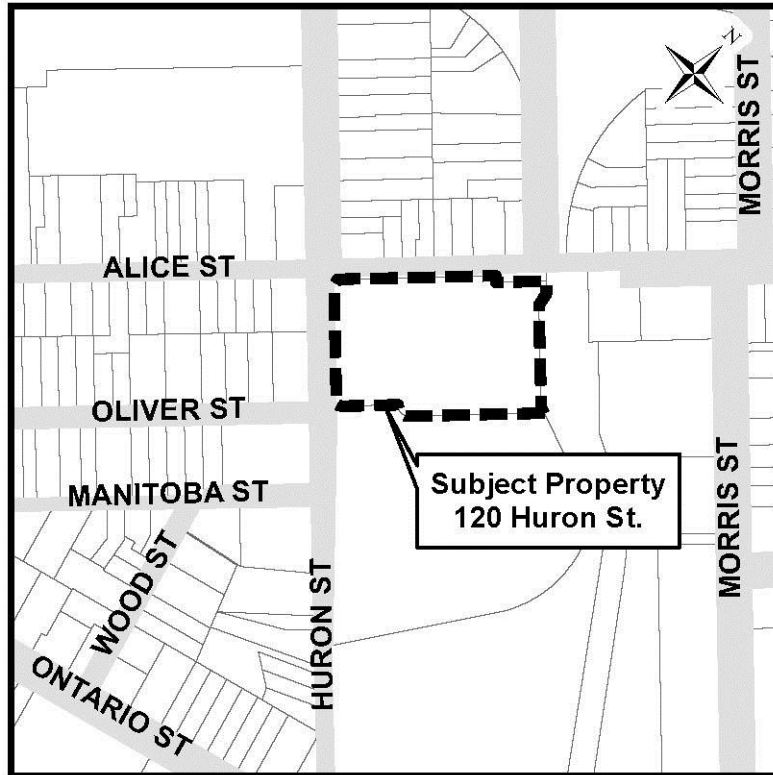 N
MORRIS ST
ALICE ST
OLIVER ST
MANITOBA ST
WOOD ST
ONTARIO ST
HURON ST
Subject Property
120 Huron St.
MORRIS ST